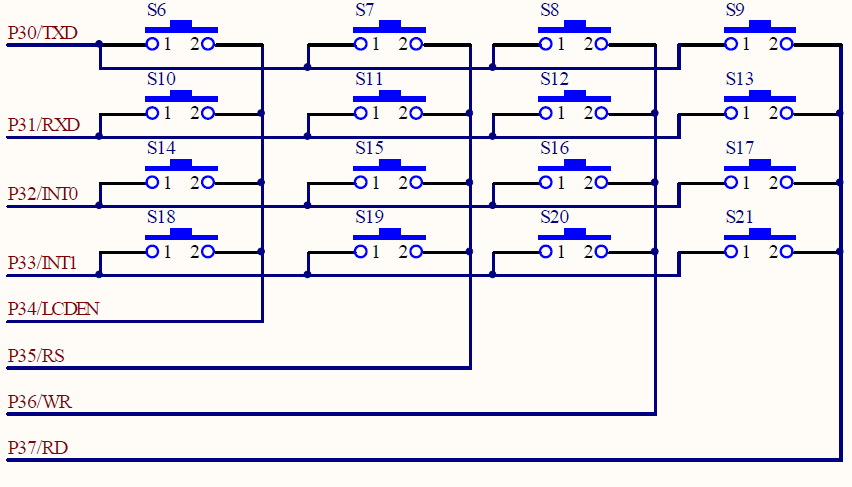 S6 S7 S8 S9
P30/TXD
1 2 1 2 1 2 1 2
S10 S11 S12 S13
1 2 1 2 1 2 1 2
P31/RXD
S14 S15 S16 S17
1 2 1 2 1 2 1 2
P32/INT0
S18 S19 S20 S21
1 2 1 2 1 2 1 2
P33/INT1
P34/LCDEN
P35/RS
P36/WR
P37/RD